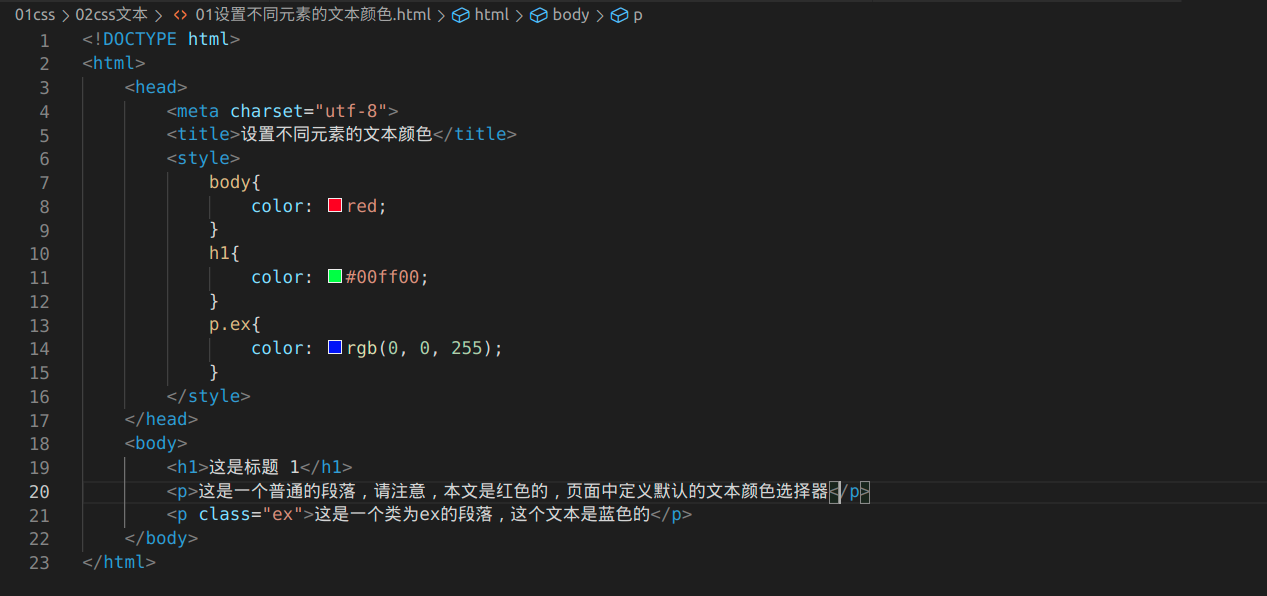 01css > 02css文本 > <> 01设置不同元素的文本颜色.html > html > body > p
1 <!DOCTYPE html>
2 <html>
3 <head>
4 <meta charset="utf-8">
5 <title>设置不同元素的文本颜色</title>
6 <style>
7 body{
8 color: red;
9 }
10 h1{
11 color: #00ff00;
12 }
13 p.ex{
14 color: rgb(0, 0, 255);
15 }
16 </style>
17 </head>
18 <body>
19 <h1>这是标题 1</h1>
20 <p>这是一个普通的段落，请注意，本文是红色的，页面中定义默认的文本颜色选择器</p>
21 <p class="ex">这是一个类为ex的段落，这个文本是蓝色的</p>
22 </body>
23 </html>